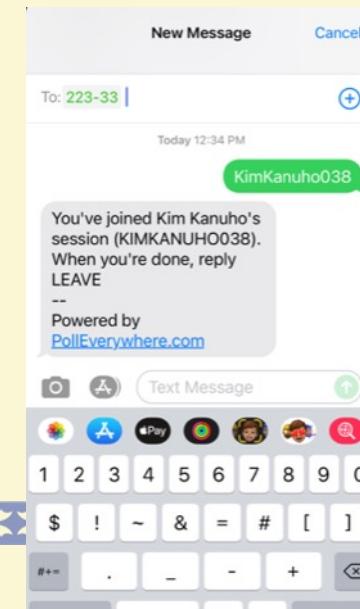 New Message
Cancel
To: 223-33
Today 12:34 PM
KimKanuho038
You've joined Kim Kanuho's
session (KIMKANUHO038).
When you're done, reply
LEAVE
--
Powered by
PollEverywhere.com
Text Message
Pay
1 2 3 4 5 6 7 8 9 0
$ ! ~ & = # [ ]
#+= . _ - +